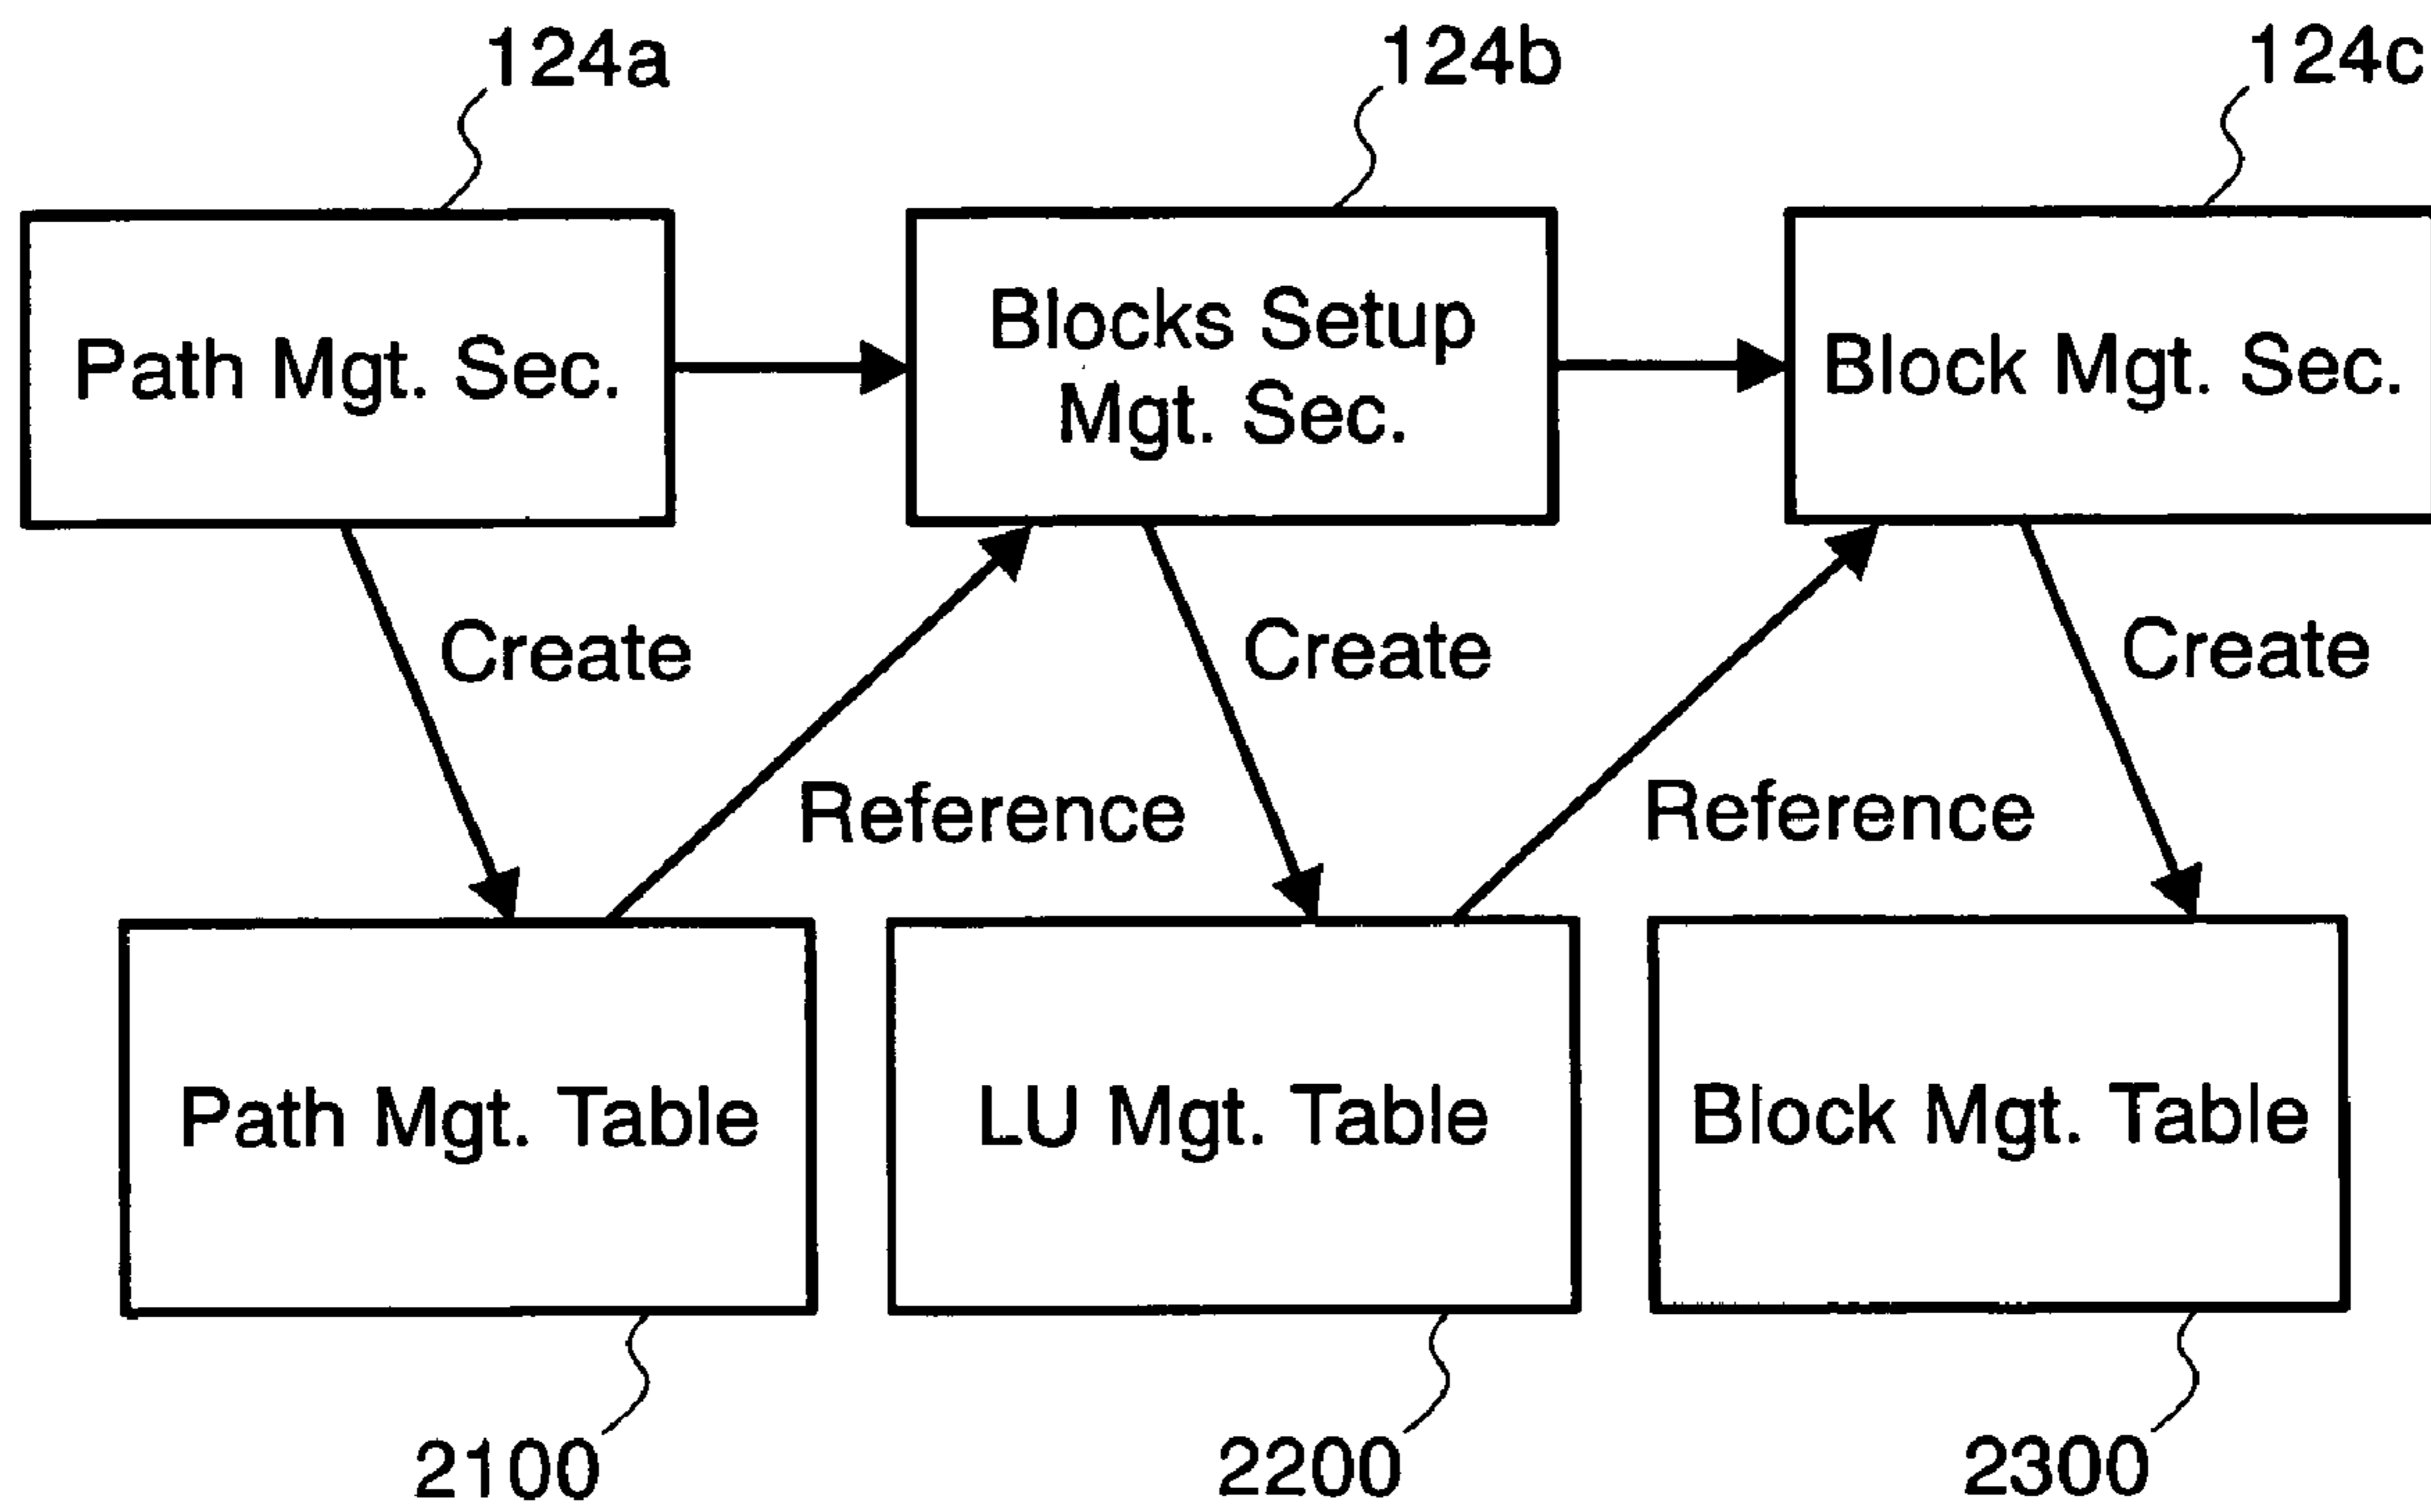 124a
124b
124c
Path Mgt. Sec.
Blocks Setup
Mgt. Sec.
Block Mgt. Sec.
Create
Create
Create
Reference
Reference
Path Mgt. Table
LU Mgt. Table
Block Mgt. Table
2100
2200
2300